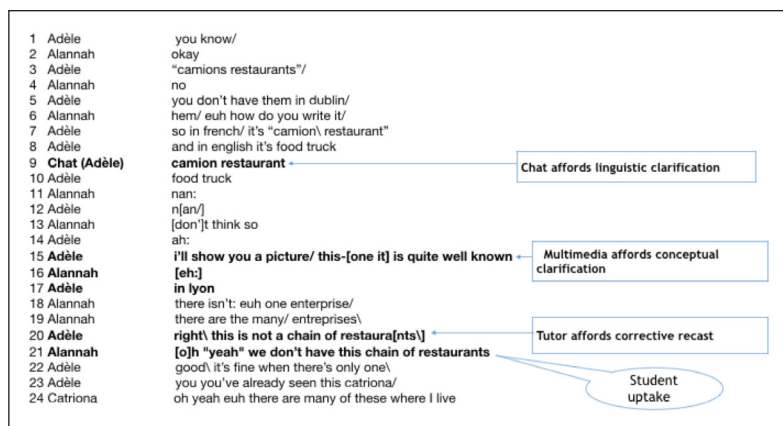 1 Adèle you know/
2 Alannah okay
3 Adèle “camions restaurants”/
4 Alannah no
5 Adèle you don’t have them in dublin/
6 Alannah hem/ euh how do you write it/
7 Adèle so in french/ it’s “camion\ restaurant”
8 Adèle and in english it’s food truck
9 Chat (Adèle) camion restaurant
Chat affords linguistic clarification
10 Adèle food truck
11 Alannah nan:
12 Adèle n[an/]
13 Alannah [don’]t think so
14 Adèle ah:
15 Adèle i’ll show you a picture/ this-[one it] is quite well known
Multimedia affords conceptual
clarification
16 Alannah [eh:]
17 Adèle in lyon
18 Alannah there isn’t: euh one enterprise/
19 Alannah there are the many/ entreprises\
20 Adèle right\ this is not a chain of restaura[nts\]
Tutor affords corrective recast
21 Alannah [o]h "yeah" we don’t have this chain of restaurants
22 Adèle good\ it’s fine when there’s only one\
23 Adèle you you’ve already seen this catriona/
24 Catriona oh yeah euh there are many of these where I live
Student
uptake